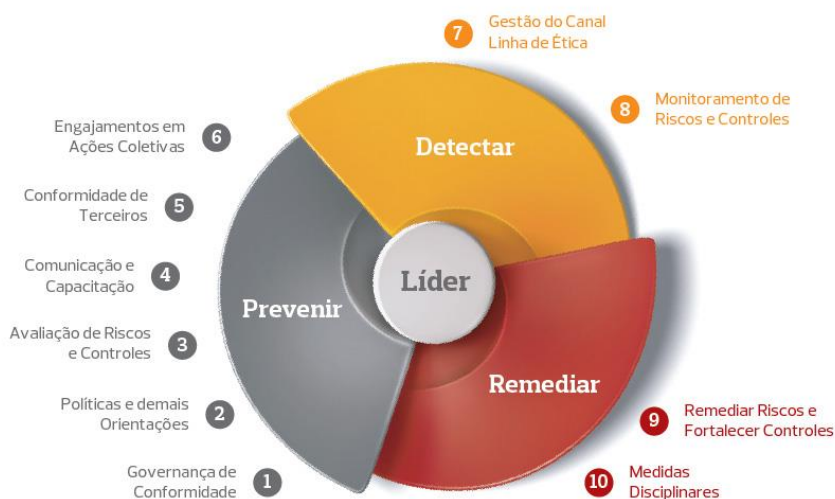 7
Gestão do Canal
Linha de Ética
8
Monitoramento de
Riscos e Controles
Detectar
Engajamentos em
Ações Coletivas
6
Conformidade de
Terceiros
5
Comunicação e
Capacitação
4
Avaliação de Riscos
e Controles
3
Políticas e demais
Orientações
2
Governança de
Conformidade
1
Prevenir
Líder
Remediar
9
Remediar Riscos e
Fortalecer Controles
10
Medidas
Disciplinares